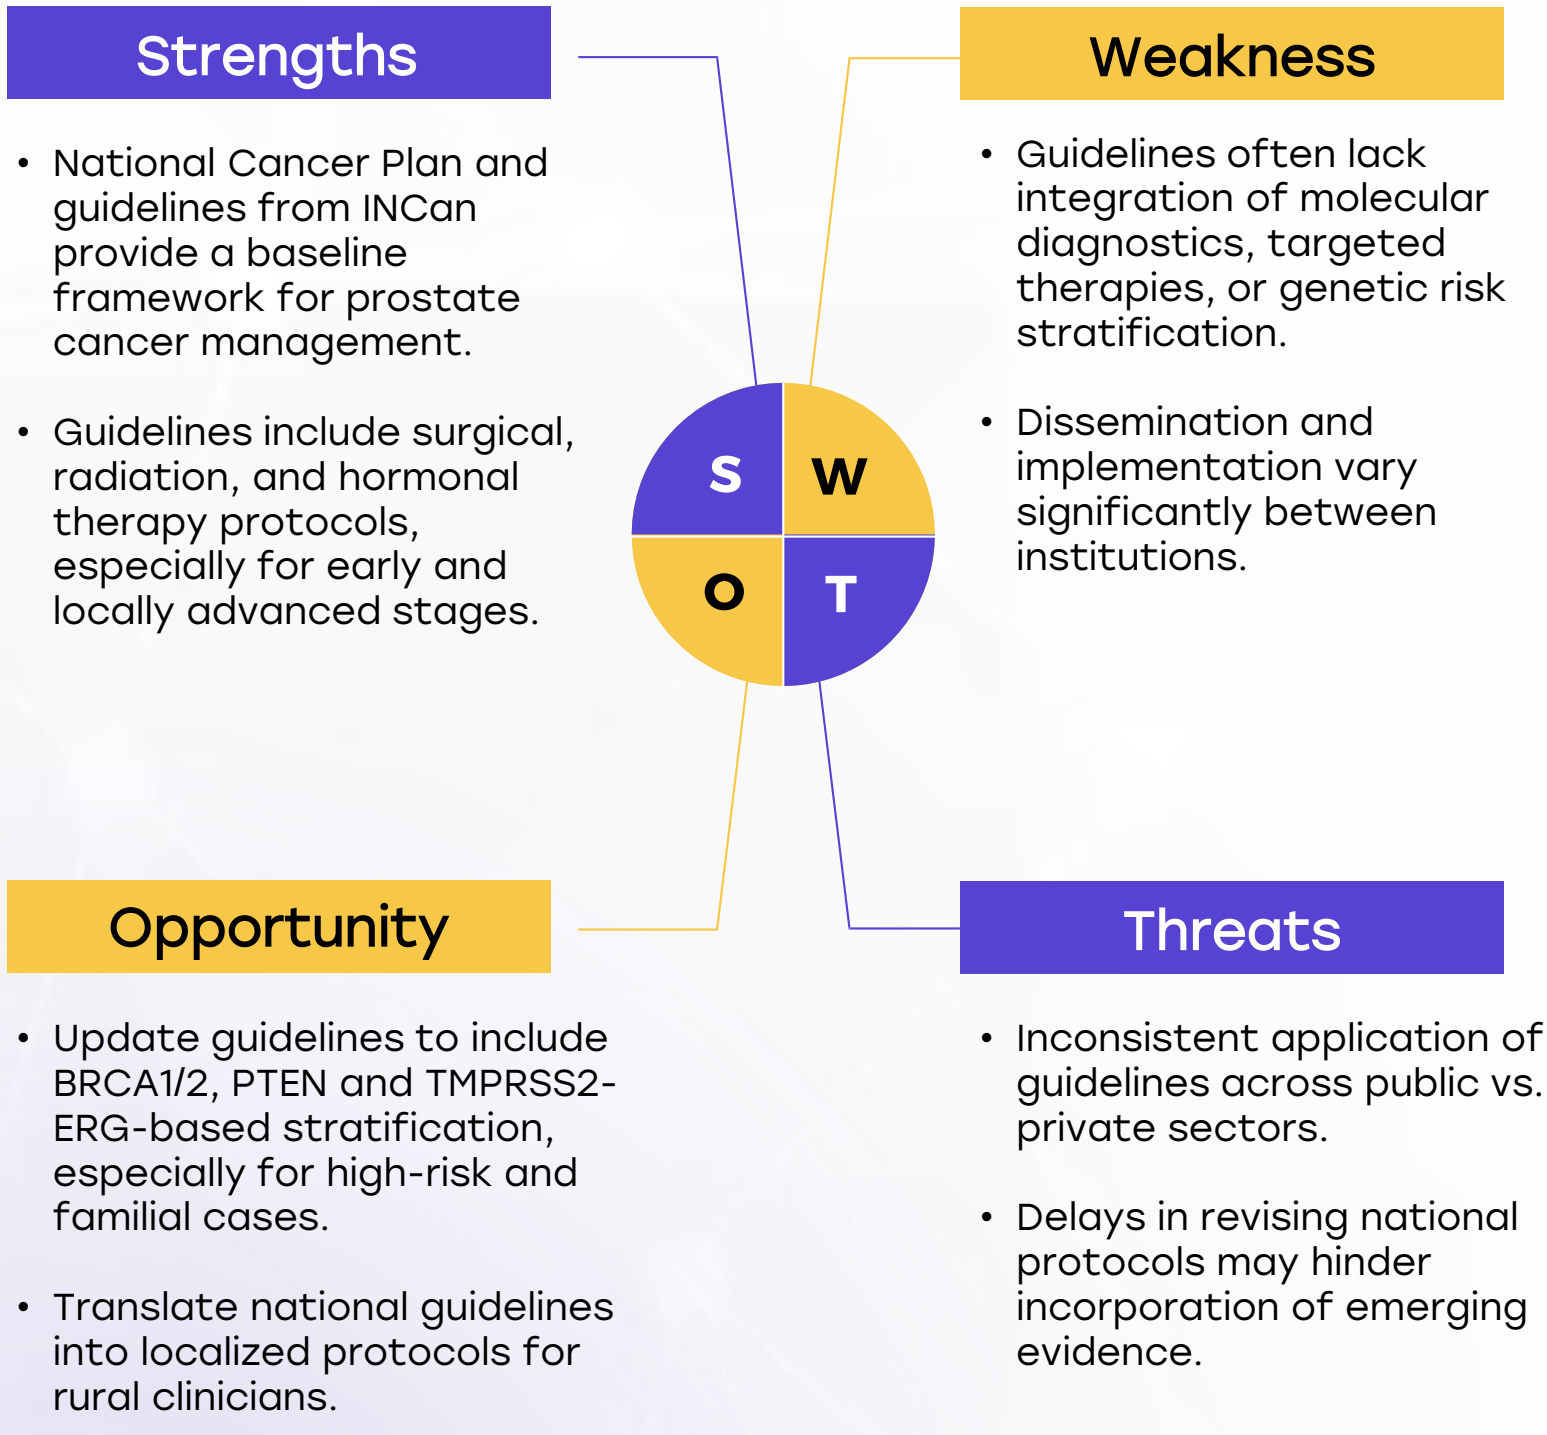 Strengths
• National Cancer Plan and
guidelines from INCan
provide a baseline
framework for prostate
cancer management.
• Guidelines include surgical,
radiation, and hormonal
therapy protocols,
especially for early and
locally advanced stages.
Weakness
• Guidelines often lack
integration of molecular
diagnostics, targeted
therapies, or genetic risk
stratification.
• Dissemination and
implementation vary
significantly between
institutions.
S
W
O
T
Opportunity
• Update guidelines to include
BRCA1/2, PTEN and TMPRSS2-
ERG-based stratification,
especially for high-risk and
familial cases.
• Translate national guidelines
into localized protocols for
rural clinicians.
Threats
• Inconsistent application of
guidelines across public vs.
private sectors.
• Delays in revising national
protocols may hinder
incorporation of emerging
evidence.